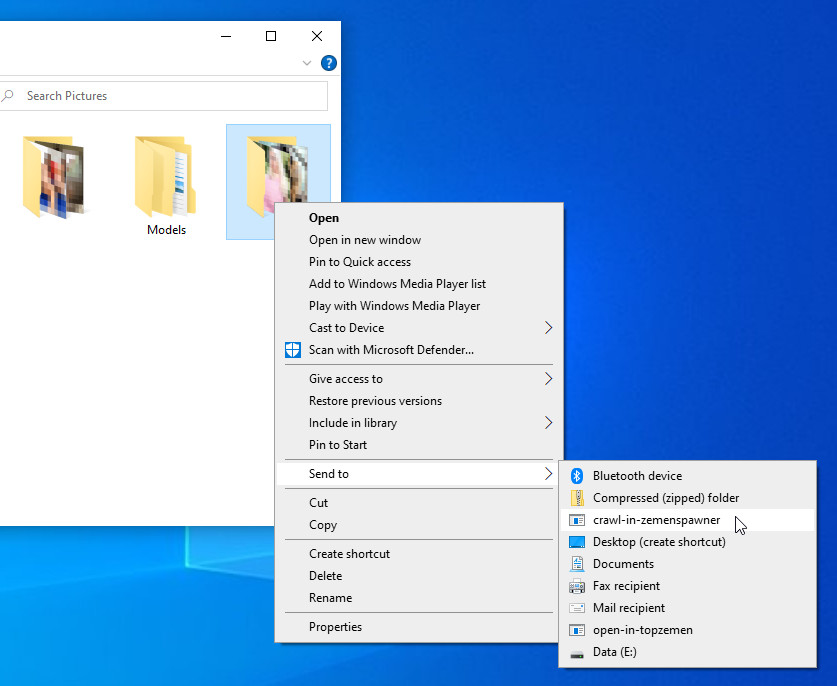 Search Pictures
Models
Open
Open in new window
Pin to Quick access
Add to Windows Media Player list
Play with Windows Media Player
Cast to Device
Scan with Microsoft Defender...
Give access to
Restore previous versions
Include in library
Pin to Start
Send to
Cut
Copy
Create shortcut
Delete
Rename
Properties
Bluetooth device
Compressed (zipped) folder
crawl-in-zemenspawner
Desktop (create shortcut)
Documents
Fax recipient
Mail recipient
open-in-topzemen
Data (E:)